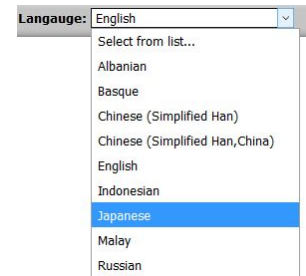 Langauge: English
Select from list...
Albanian
Basque
Chinese (Simplified Han)
Chinese (Simplified Han,China)
English
Indonesian
Japanese
Malay
Russian